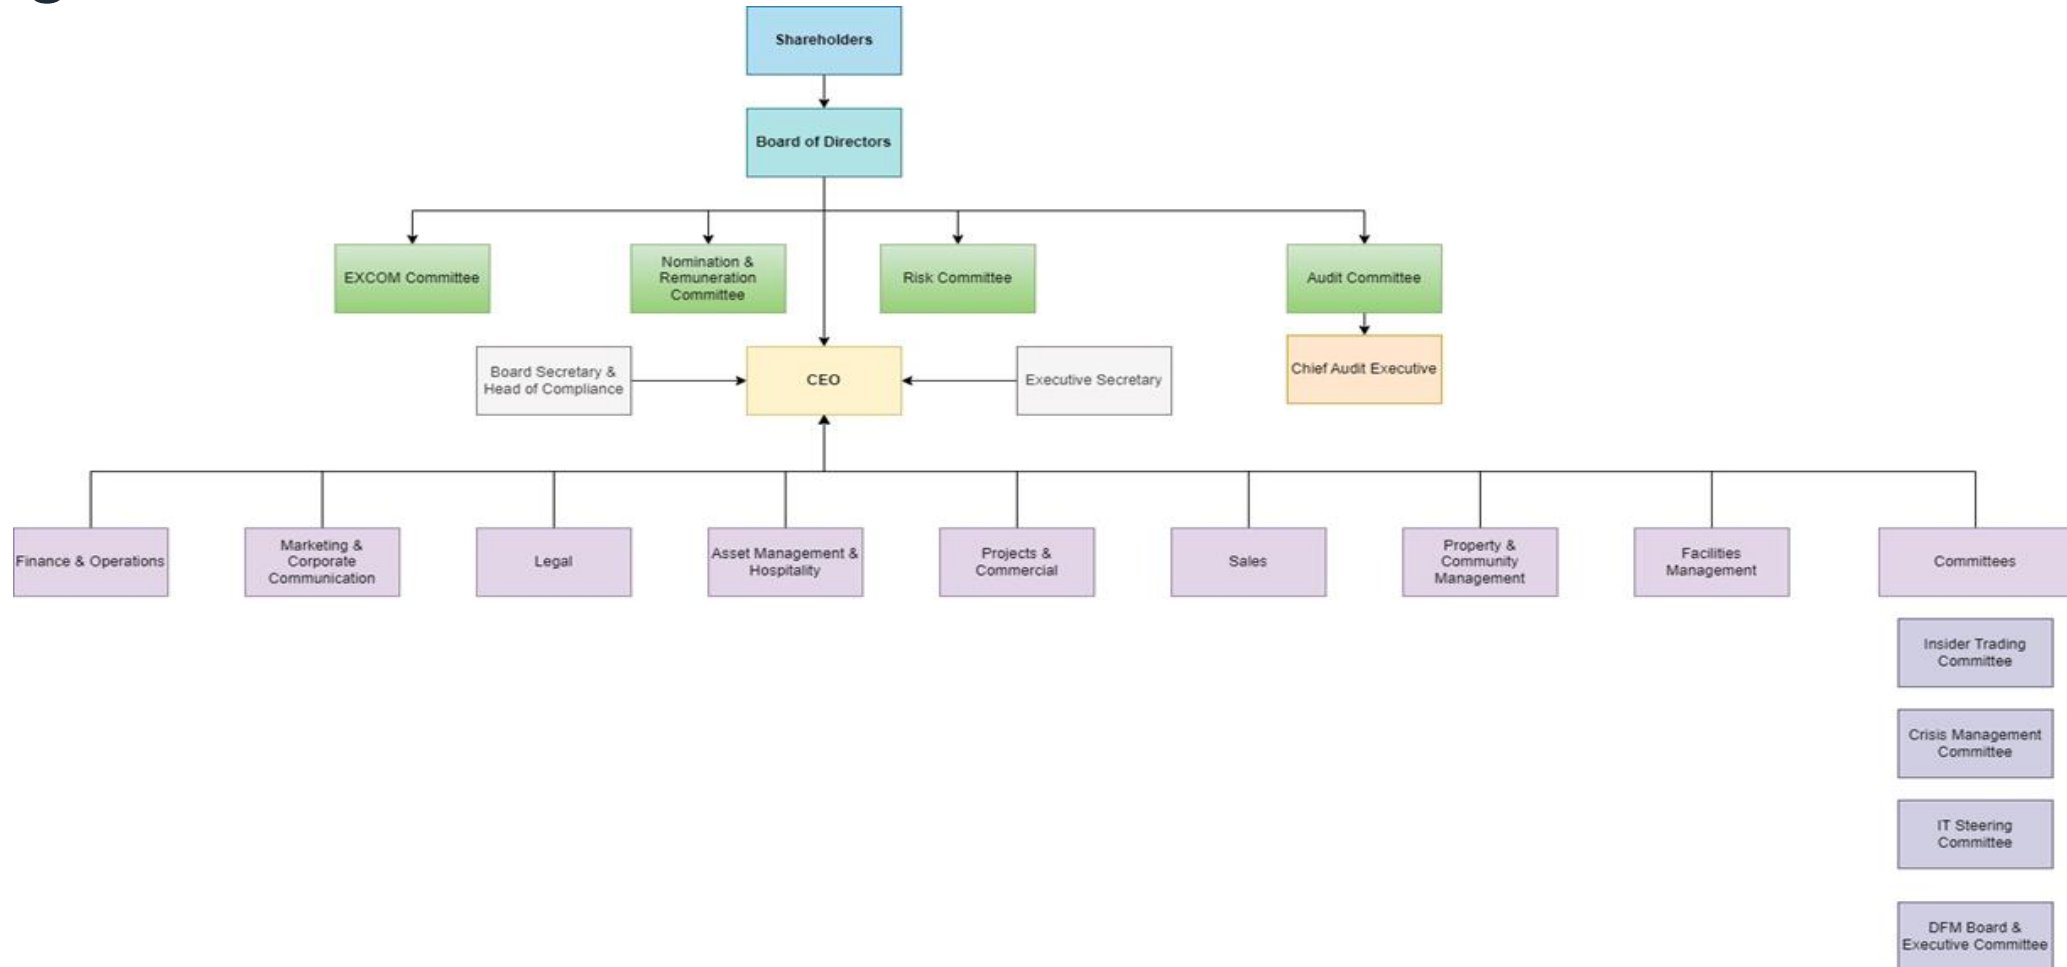 Shareholders
Board of Directors
EXCOM Committee
Nomination &
Remuneration
Committee
Risk Committee
Audit Committee
Board Secretary &
Head of Compliance
CEO
Executive Secretary
Chief Audit Executive
Finance & Operations
Marketing &
Corporate
Communication
Legal
Asset Management &
Hospitality
Projects &
Commercial
Sales
Property &
Community
Management
Facilities
Management
Committees
Insider Trading
Committee
Crisis Management
Committee
IT Steering
Committee
DFM Board &
Executive Committee